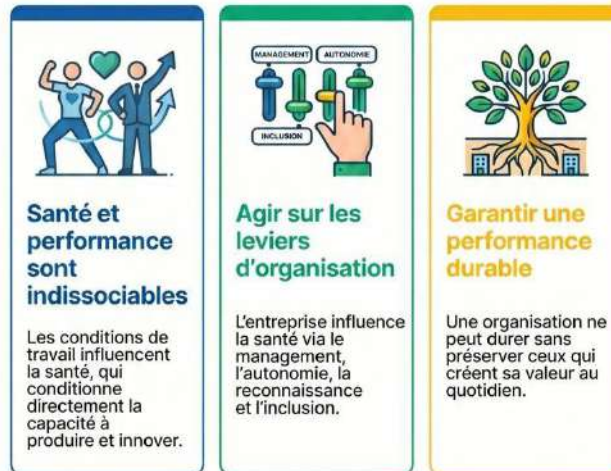 Santé et
performance
sont
indissociables
Les conditions de
travail influencent
la santé, qui
conditionne
directement la
capacité à
produire et innover.
MANAGEMENT
AUTONOMIE
INCLUSION
Agir sur les
leviers
d'organisation
L'entreprise influence
la santé via le
management,
l'autonomie, la
reconnaissance
et l'inclusion.
Garantir une
performance
durable
Une organisation ne
peut durer sans
préserver ceux qui
créent sa valeur au
quotidien.